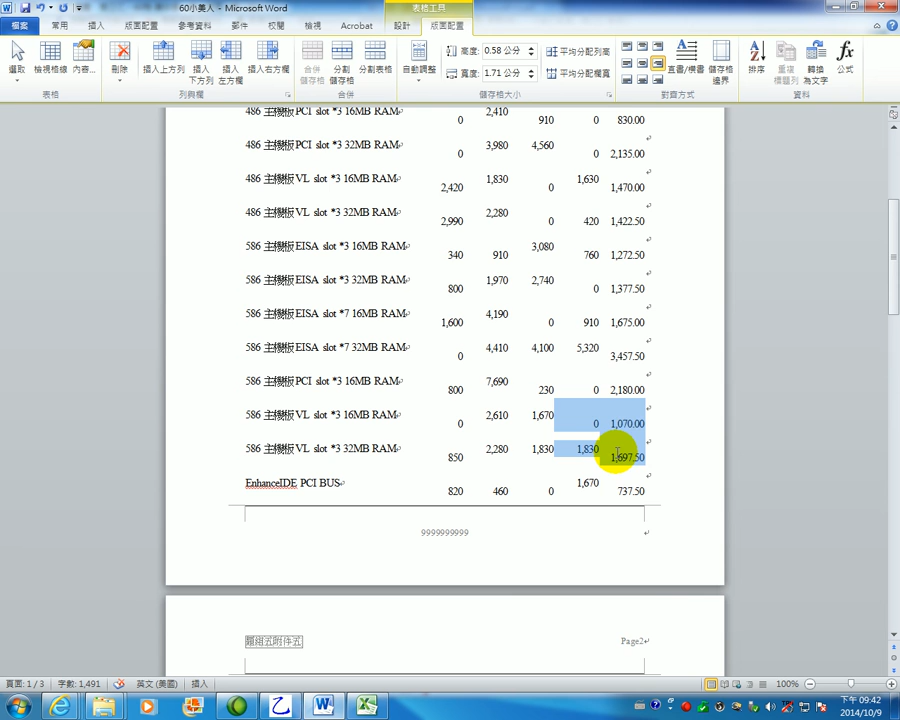 60小美人 - Microsoft Word
表格工具
檔案 常用 插入 版面配置 參考資料 郵件 校閱 檢視 Acrobat 設計 版面配置
選取 檢視格線 內容... 刪除 插入上方列 插入下方列 插入左方欄 插入右方欄 合併儲存格 分割儲存格 分割表格 自動調整 高度: 0.58 公分 寬度: 1.71 公分 平均分配列高 平均分配欄寬 直書/橫書 儲存格邊界 排序 重複標題列 轉換為文字 公式
表格 列與欄 合併 儲存格大小 對齊方式 資料
486 主機板PCI slot *3 16MB RAM 0 2,410 910 0 830.00
486 主機板PCI slot *3 32MB RAM 0 3,980 4,560 0 2,135.00
486 主機板VL slot *3 16MB RAM 2,420 1,830 0 1,630 1,470.00
486 主機板VL slot *3 32MB RAM 2,990 2,280 0 420 1,422.50
586 主機板EISA slot *3 16MB RAM 340 910 3,080 760 1,272.50
586 主機板EISA slot *3 32MB RAM 800 1,970 2,740 0 1,377.50
586 主機板EISA slot *7 16MB RAM 1,600 4,190 0 910 1,675.00
586 主機板EISA slot *7 32MB RAM 0 4,410 4,100 5,320 3,457.50
586 主機板PCI slot *3 16MB RAM 800 7,690 230 0 2,180.00
586 主機板VL slot *3 16MB RAM 0 2,610 1,670 0 1,070.00
586 主機板VL slot *3 32MB RAM 850 2,280 1,830 1,830 1,697.50
EnhanceIDE PCI BUS 820 460 0 1,670 737.50
9999999999
題組五附件五 Page2
頁面: 1 / 3 字數: 1,491 英文 (美國) 插入 100%
下午 09:42
2014/10/9